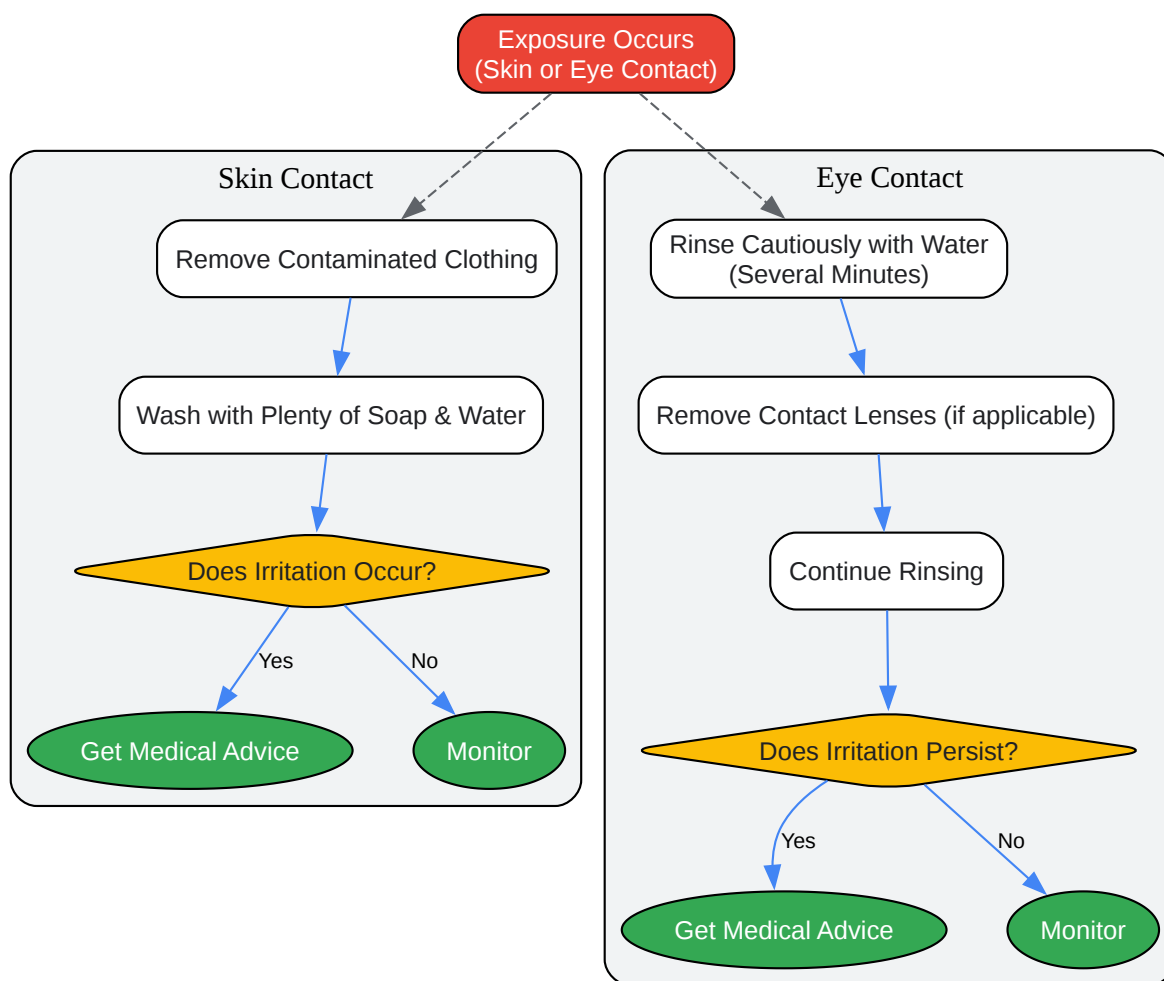 Exposure Occurs
(Skin or Eye Contact)
Skin Contact
Remove Contaminated Clothing
Wash with Plenty of Soap & Water
Does Irritation Occur?
Yes
No
Get Medical Advice
Monitor
Eye Contact
Rinse Cautiously with Water
(Several Minutes)
Remove Contact Lenses (if applicable)
Continue Rinsing
Does Irritation Persist?
Yes
No
Get Medical Advice
Monitor